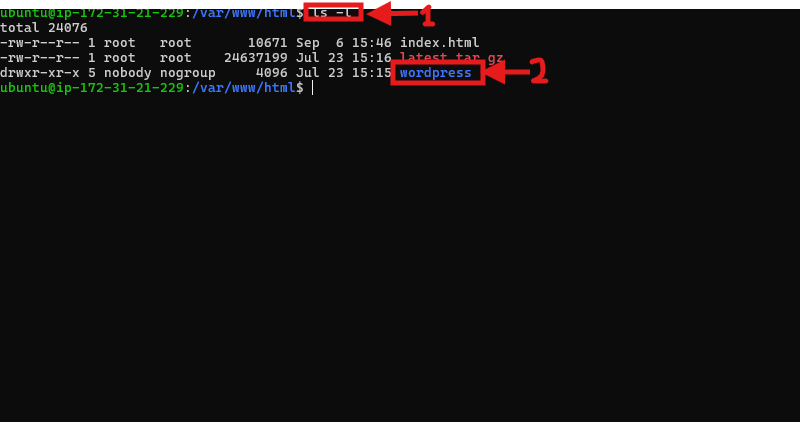 ubuntu@ip-172-31-21-229:/var/www/html$ ls -l 1
total 24076
-rw-r--r-- 1 root   root       10671 Sep  6 15:46 index.html
-rw-r--r-- 1 root   root    24637199 Jul 23 15:16 latest.tar.gz
drwxr-xr-x 5 nobody nogroup     4096 Jul 23 15:15 wordpress 2
ubuntu@ip-172-31-21-229:/var/www/html$